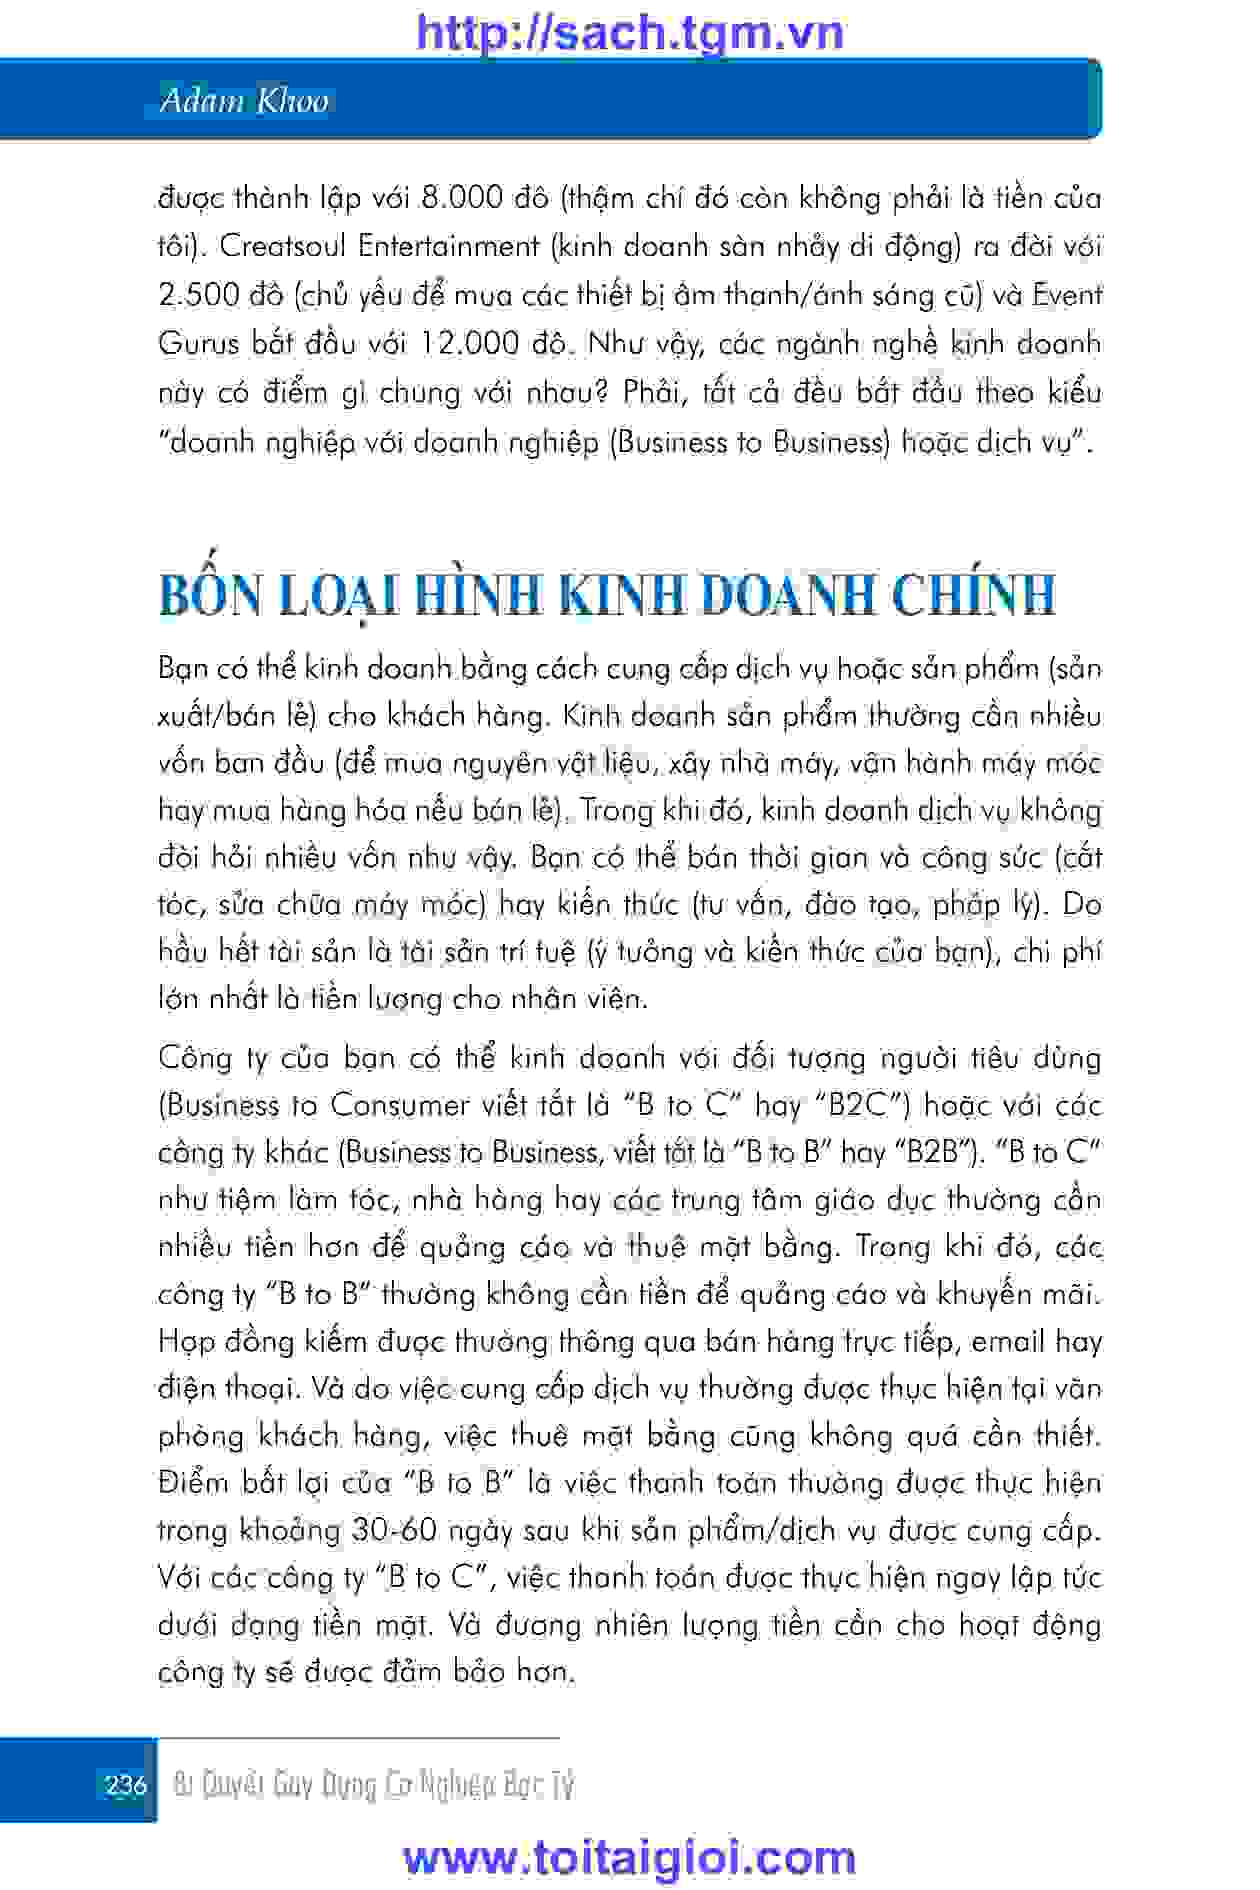 http://sach.tgm.vn
Adam Khoo
được thành lập với 8.000 đô (thậm chí đó còn không phải là tiền của
tôi). Creatsoul Entertainment (kinh doanh sàn nhảy di động) ra đời với
2.500 đô (chủ yếu để mua các thiết bị âm thanh/ánh sáng cũ) và Event
Gurus bắt đầu với 12.000 đô. Như vậy, các ngành nghề kinh doanh
này có điểm gì chung với nhau? Phải, tất cả đều bắt đầu theo kiểu
“doanh nghiệp với doanh nghiệp (Business to Business) hoặc dịch vụ”.
BỐN LOẠI HÌNH KINH DOANH CHÍNH
Bạn có thể kinh doanh bằng cách cung cấp dịch vụ hoặc sản phẩm (sản
xuất/bán lẻ) cho khách hàng. Kinh doanh sản phẩm thường cần nhiều
vốn ban đầu (để mua nguyên vật liệu, xây nhà máy, vận hành máy móc
hay mua hàng hóa nếu bán lẻ). Trong khi đó, kinh doanh dịch vụ không
đòi hỏi nhiều vốn như vậy. Bạn có thể bán thời gian và công sức (cắt
tóc, sửa chữa máy móc) hay kiến thức (tư vấn, đào tạo, pháp lý). Do
hầu hết tài sản là tài sản trí tuệ (ý tưởng và kiến thức của bạn), chi phí
lớn nhất là tiền lương cho nhân viên.
Công ty của bạn có thể kinh doanh với đối tượng người tiêu dùng
(Business to Consumer viết tắt là “B to C” hay “B2C”) hoặc với các
công ty khác (Business to Business, viết tắt là “B to B” hay “B2B”). “B to C”
như tiệm làm tóc, nhà hàng hay các trung tâm giáo dục thường cần
nhiều tiền hơn để quảng cáo và thuê mặt bằng. Trong khi đó, các
công ty “B to B” thường không cần tiền để quảng cáo và khuyến mãi.
Hợp đồng kiếm được thường thông qua bán hàng trực tiếp, email hay
điện thoại. Và do việc cung cấp dịch vụ thường được thực hiện tại văn
phòng khách hàng, việc thuê mặt bằng cũng không quá cần thiết.
Điểm bất lợi của “B to B” là việc thanh toán thường được thực hiện
trong khoảng 30-60 ngày sau khi sản phẩm/dịch vụ được cung cấp.
Với các công ty “B to C”, việc thanh toán được thực hiện ngay lập tức
dưới dạng tiền mặt. Và đương nhiên lượng tiền cần cho hoạt động
công ty sẽ được đảm bảo hơn.
236 Bí Quyết Gây Dựng Cơ Nghiệp Bạc Tỷ
www.toitaigioi.com